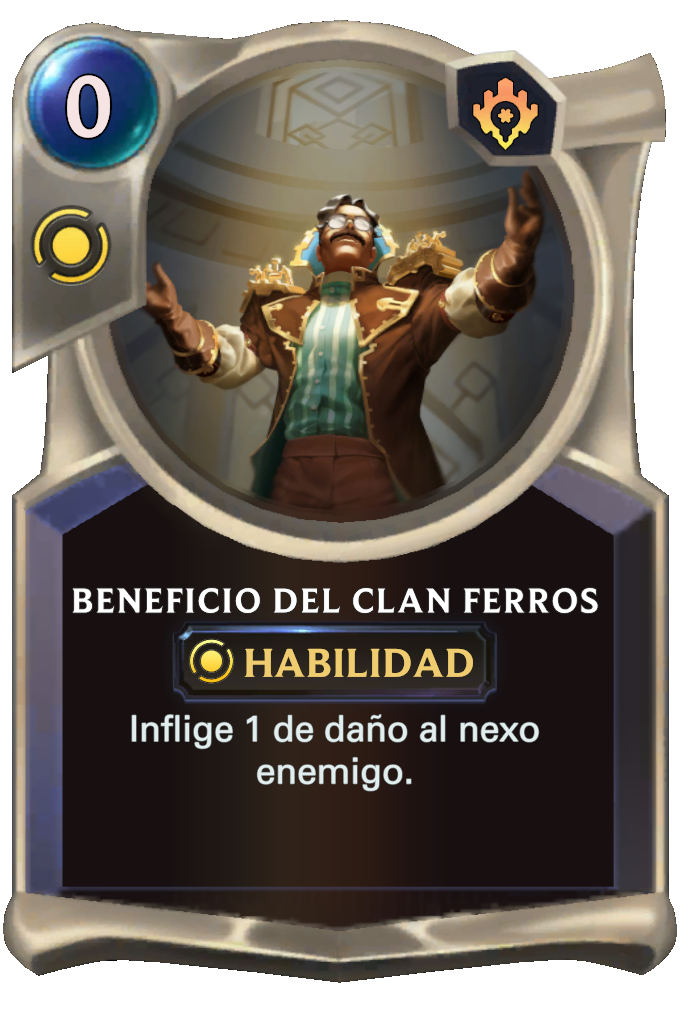 0
BENEFICIO DEL CLAN FERROS
HABILIDAD
Inflige 1 de daño al nexo
enemigo.